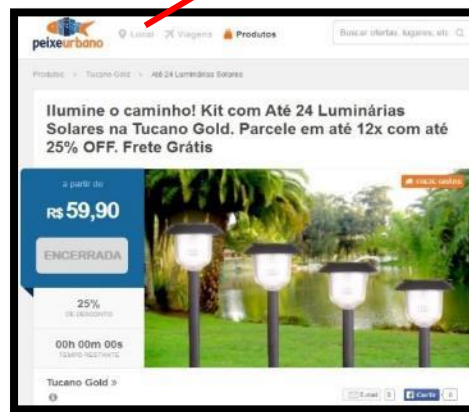 peixeurbano
Local Viagens Produtos
Buscar ofertas, lugares, etc
Produtos > Tucano Gold > Até 24 Luminárias Solares
Ilumine o caminho! Kit com Até 24 Luminárias
Solares na Tucano Gold. Parcele em até 12x com até
25% OFF. Frete Grátis
a partir de
R$ 59,90
ENCERRADA
FRETE GRÁTIS
25%
DE DESCONTO
00h 00m 00s
TEMPO RESTANTE
Tucano Gold »
E-mail 0 Curtir 0